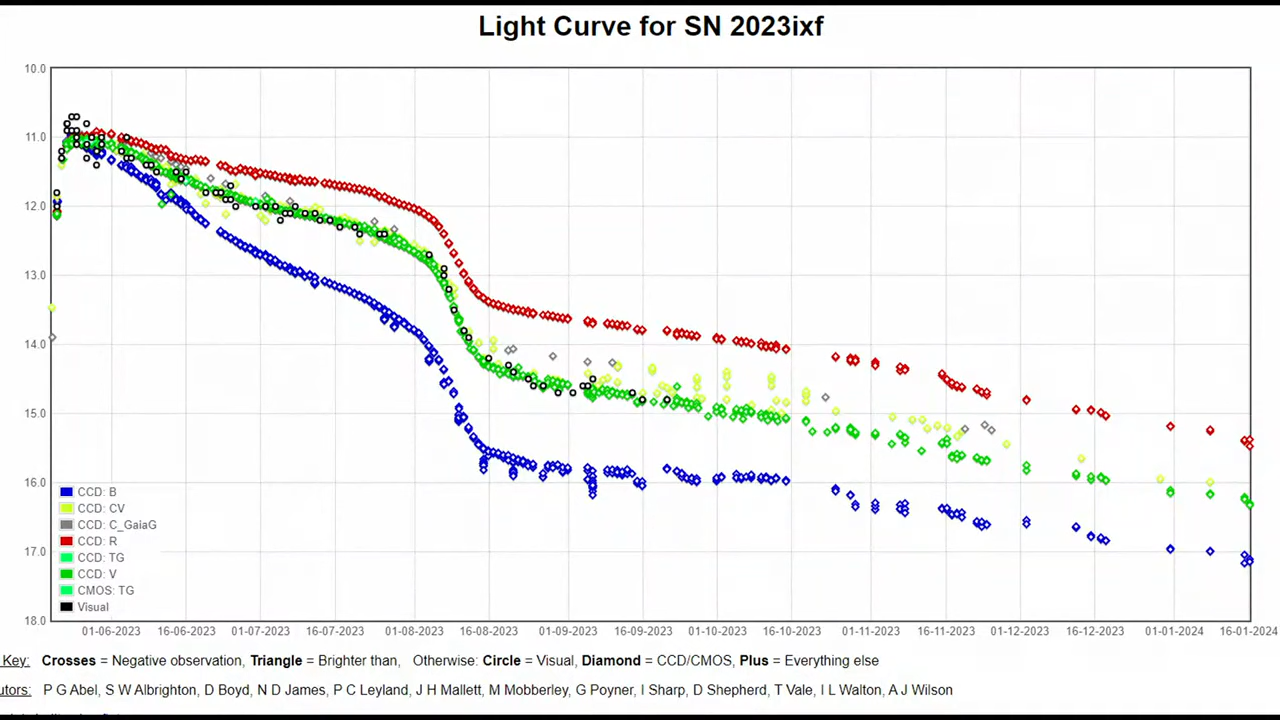 Light Curve for SN 2023ixf
10.0
11.0
12.0
13.0
14.0
15.0
16.0
17.0
18.0
CCD: B
CCD: CV
CCD: C_GaiaG
CCD: R
CCD: TG
CCD: V
CMOS: TG
Visual
01-06-2023 16-06-2023 01-07-2023 16-07-2023 01-08-2023 16-08-2023 01-09-2023 16-09-2023 01-10-2023 16-10-2023 01-11-2023 16-11-2023 01-12-2023 16-12-2023 01-01-2024 16-01-2024
Key: Crosses = Negative observation, Triangle = Brighter than, Otherwise: Circle = Visual, Diamond = CCD/CMOS, Plus = Everything else
utors: P G Abel, S W Albrighton, D Boyd, N D James, P C Leyland, J H Mallett, M Mobberley, G Poyner, I Sharp, D Shepherd, T Vale, I L Walton, A J Wilson